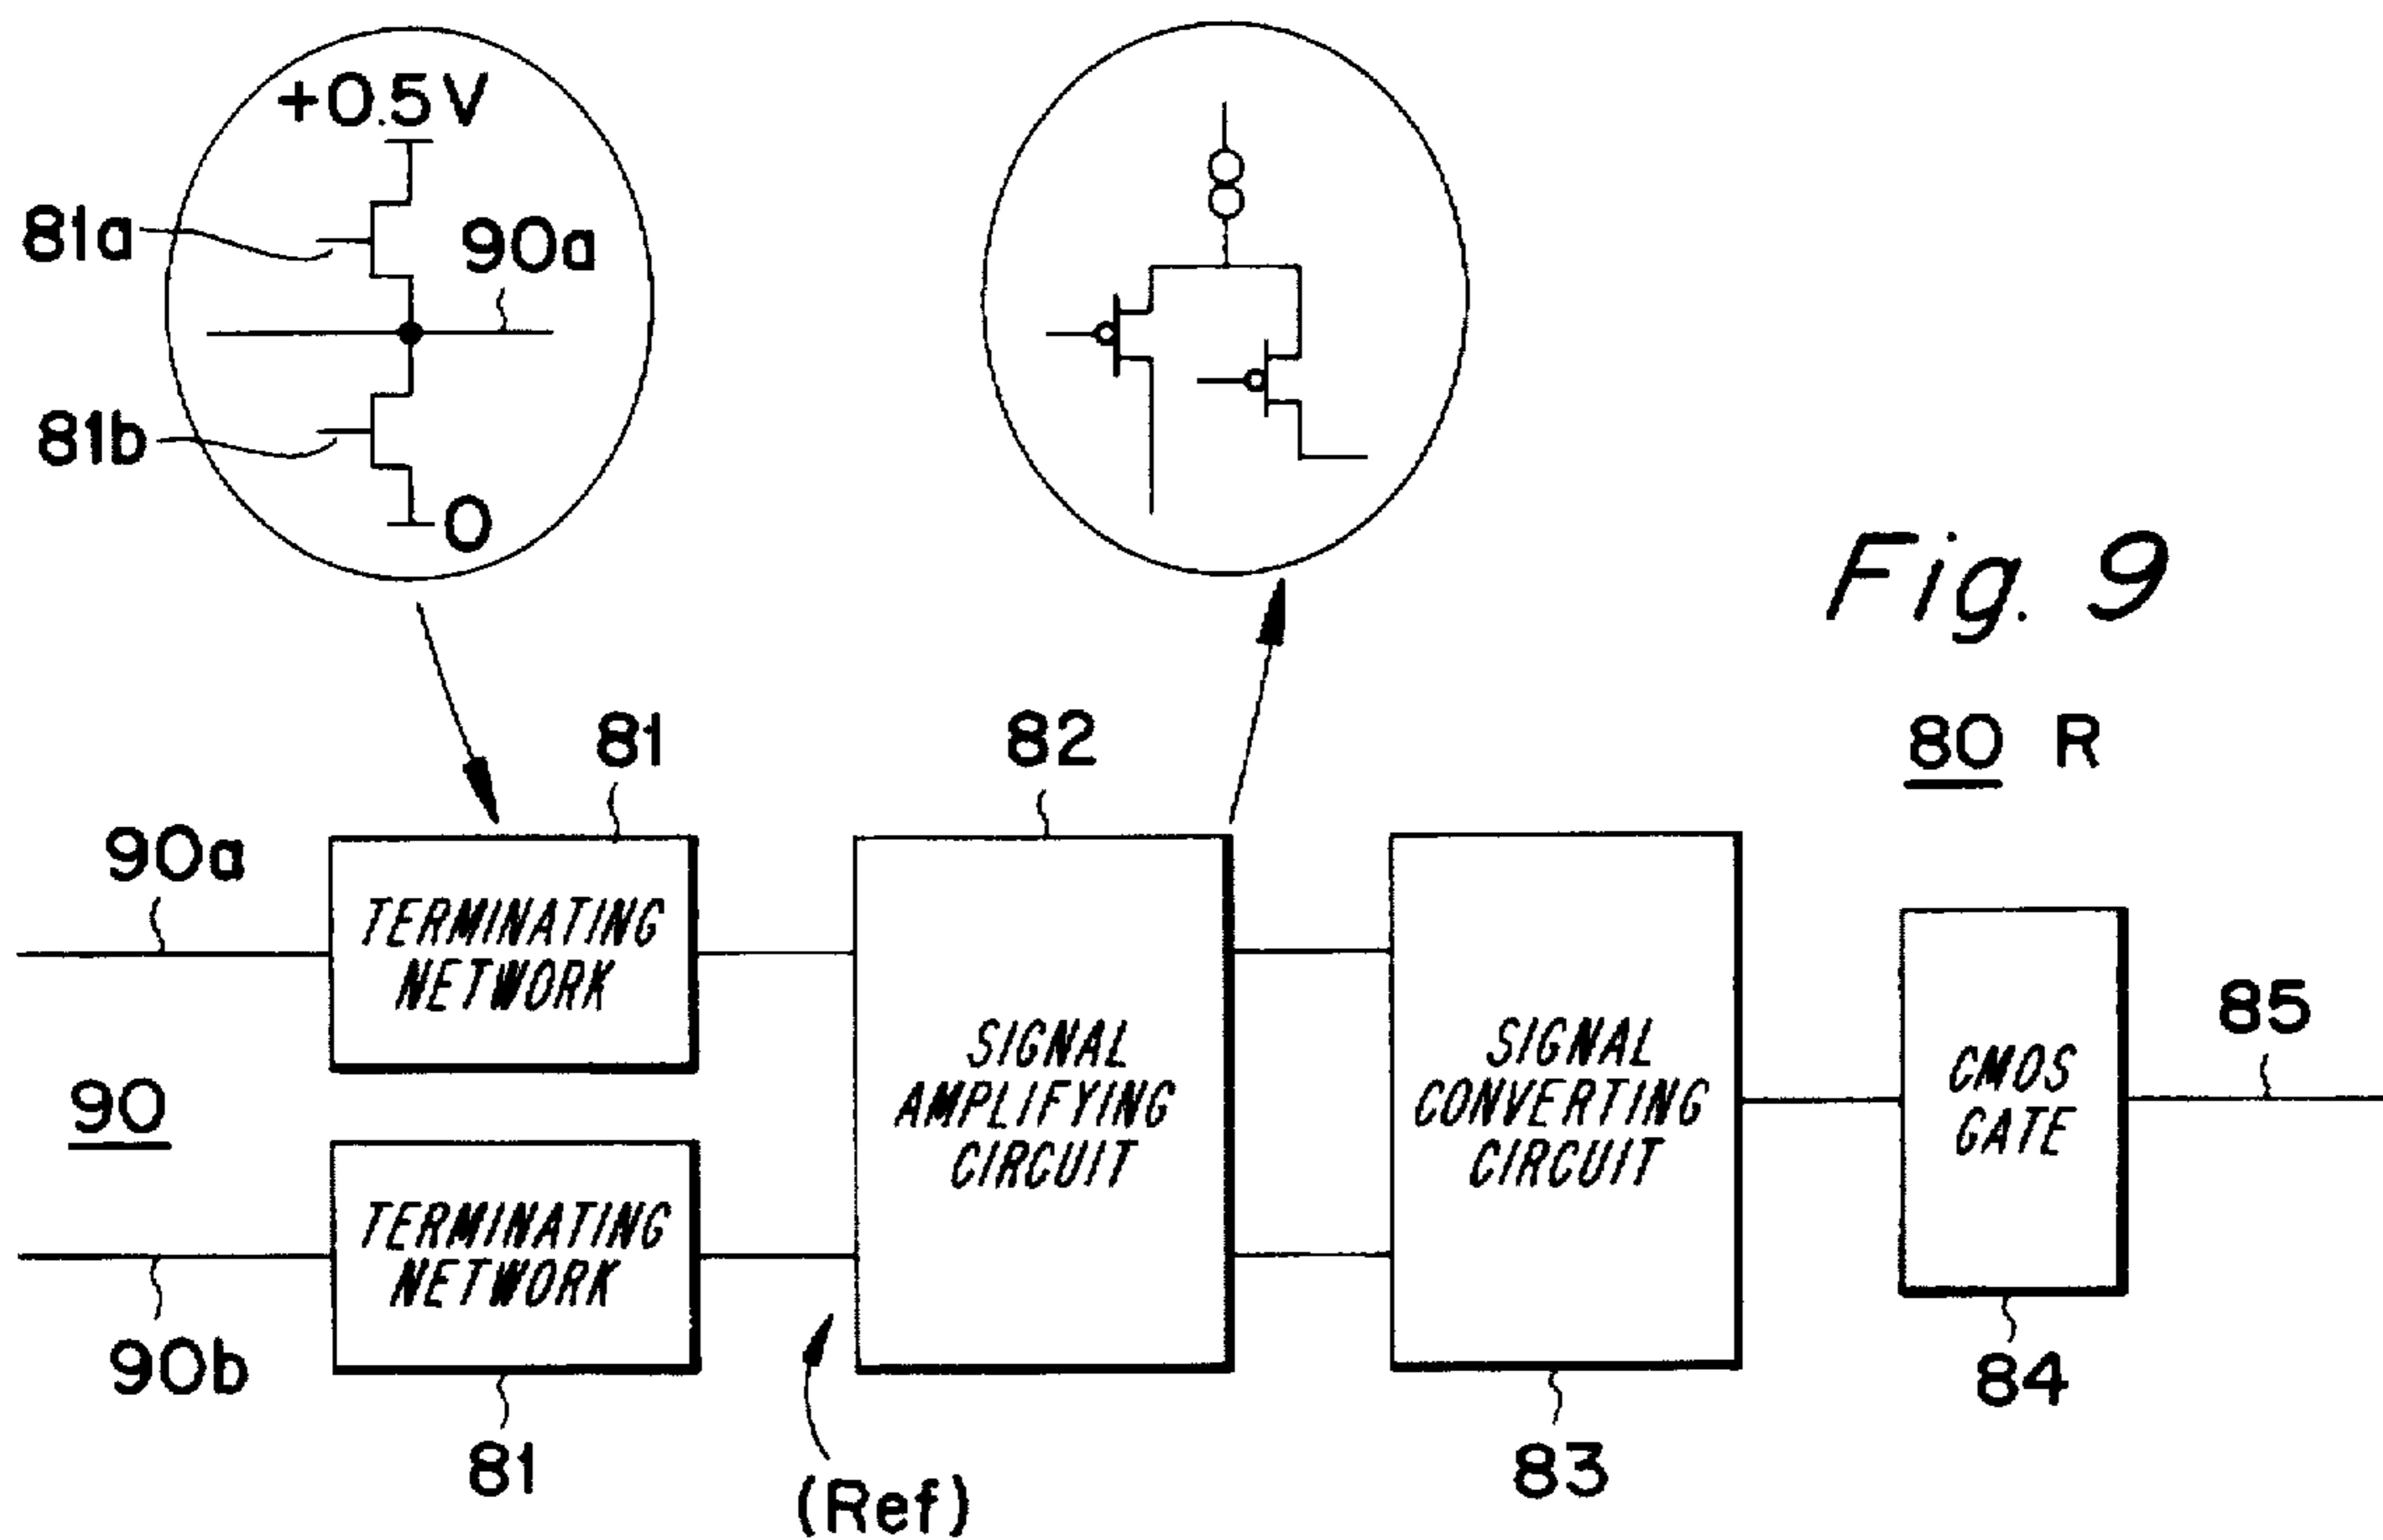 +0.5V
81a
90a
81b
0
Fig. 9
80 R
81
82
90a
TERMINATING
NETWORK
SIGNAL
AMPLIFYING
CIRCUIT
SIGNAL
CONVERTING
CIRCUIT
CMOS
GATE
85
90
TERMINATING
NETWORK
90b
81
(Ref)
83
84